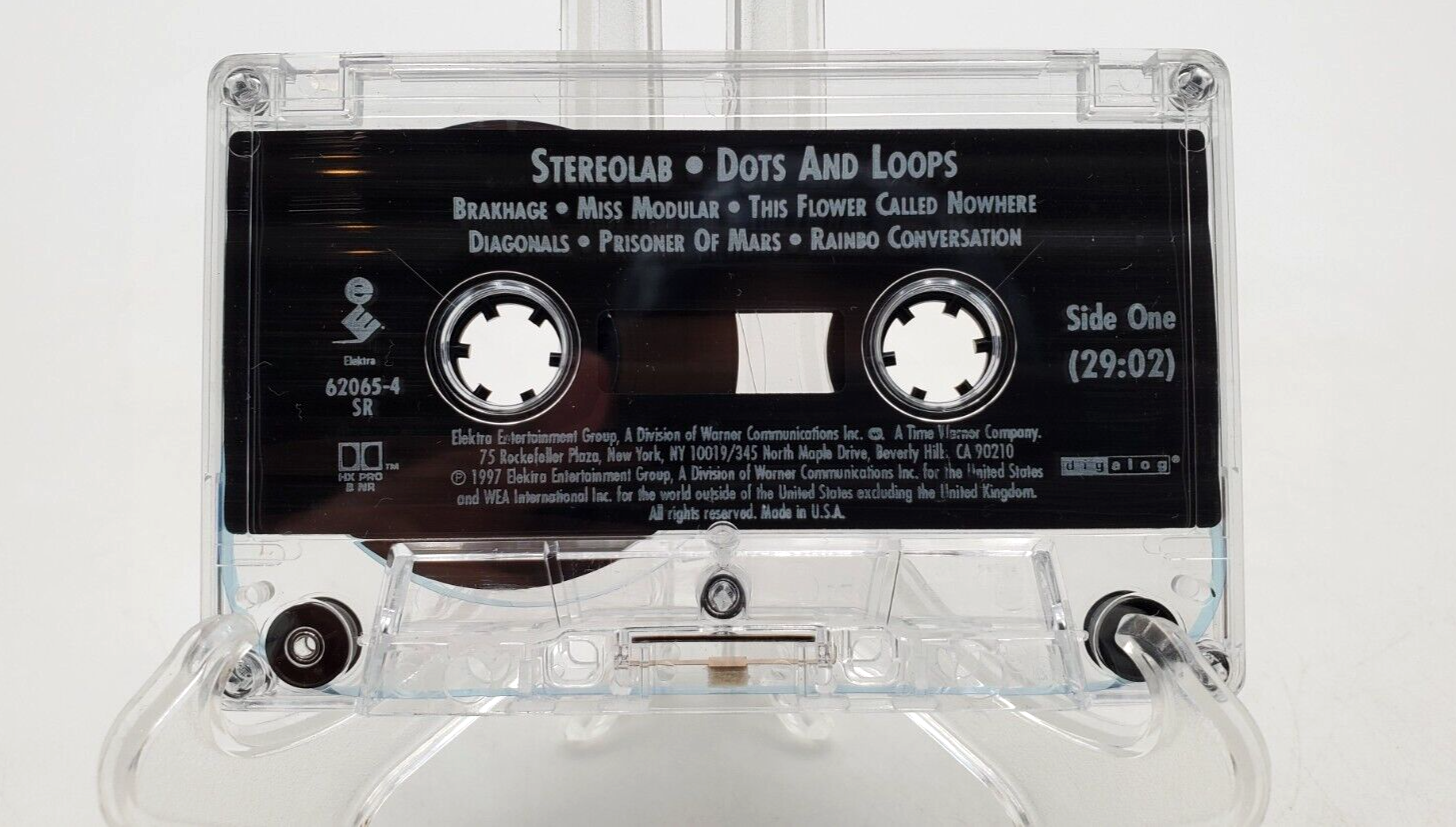 STEREOLAB • DOTS AND LOOPS
BRAKHAGE • MISS MODULAR • THIS FLOWER CALLED NOWHERE
DIAGONALS • PRISONER OF MARS • RAINBO CONVERSATION
Elektra
62065-4
SR
HX PRO
B NR
TM
Side One
(29:02)
Elektra Entertainment Group, A Division of Warner Communications Inc. A Time Warner Company.
75 Rockefeller Plaza, New York, NY 10019/345 North Maple Drive, Beverly Hills, CA 90210
℗ 1997 Elektra Entertainment Group, A Division of Warner Communications Inc. for the United States
and WEA International Inc. for the world outside of the United States excluding the United Kingdom.
All rights reserved. Made in U.S.A.
digalog®